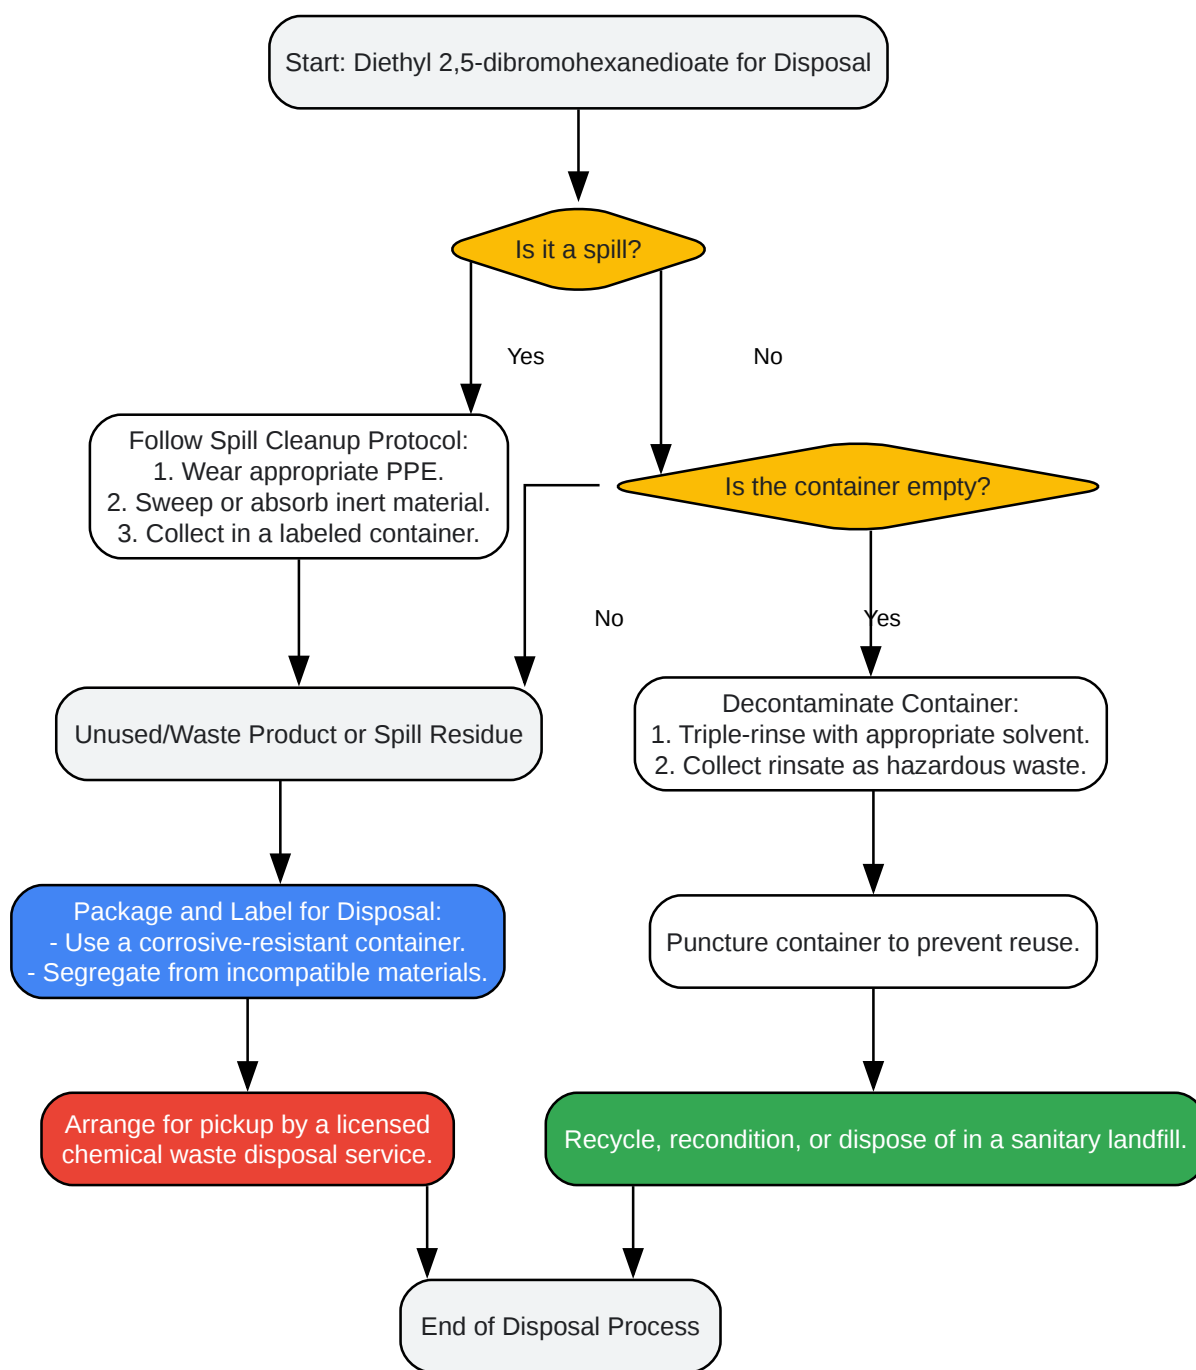 Start: Diethyl 2,5-dibromohexanedioate for Disposal
Is it a spill?
Yes
No
Follow Spill Cleanup Protocol:
1. Wear appropriate PPE.
2. Sweep or absorb inert material.
3. Collect in a labeled container.
Is the container empty?
No
Yes
Unused/Waste Product or Spill Residue
Decontaminate Container:
1. Triple-rinse with appropriate solvent.
2. Collect rinsate as hazardous waste.
Package and Label for Disposal:
- Use a corrosive-resistant container.
- Segregate from incompatible materials.
Puncture container to prevent reuse.
Arrange for pickup by a licensed
chemical waste disposal service.
Recycle, recondition, or dispose of in a sanitary landfill.
End of Disposal Process